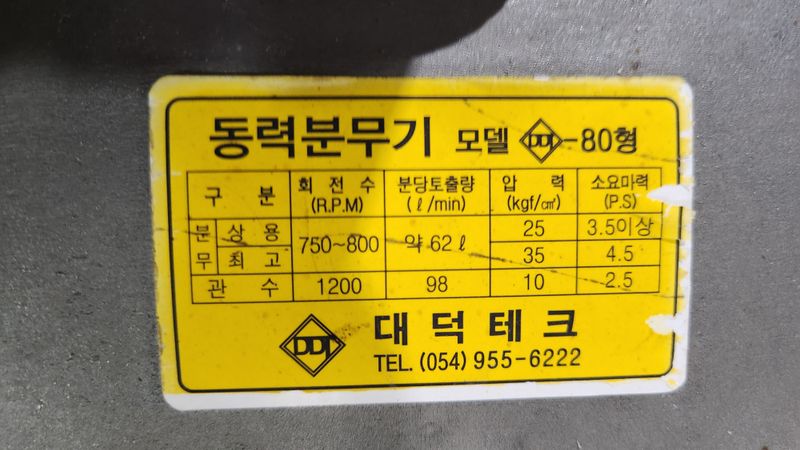 동력분무기 모델 DDT-80형
구 분 회 전 수 (R.P.M) 분당토출량 (ℓ/min) 압 력 (kgf/㎠) 소요마력 (P.S)
분무 상 용 750~800 약 62ℓ 25 3.5이상
최 고 35 4.5
관 수 1200 98 10 2.5
DDT 대덕테크
TEL. (054) 955-6222